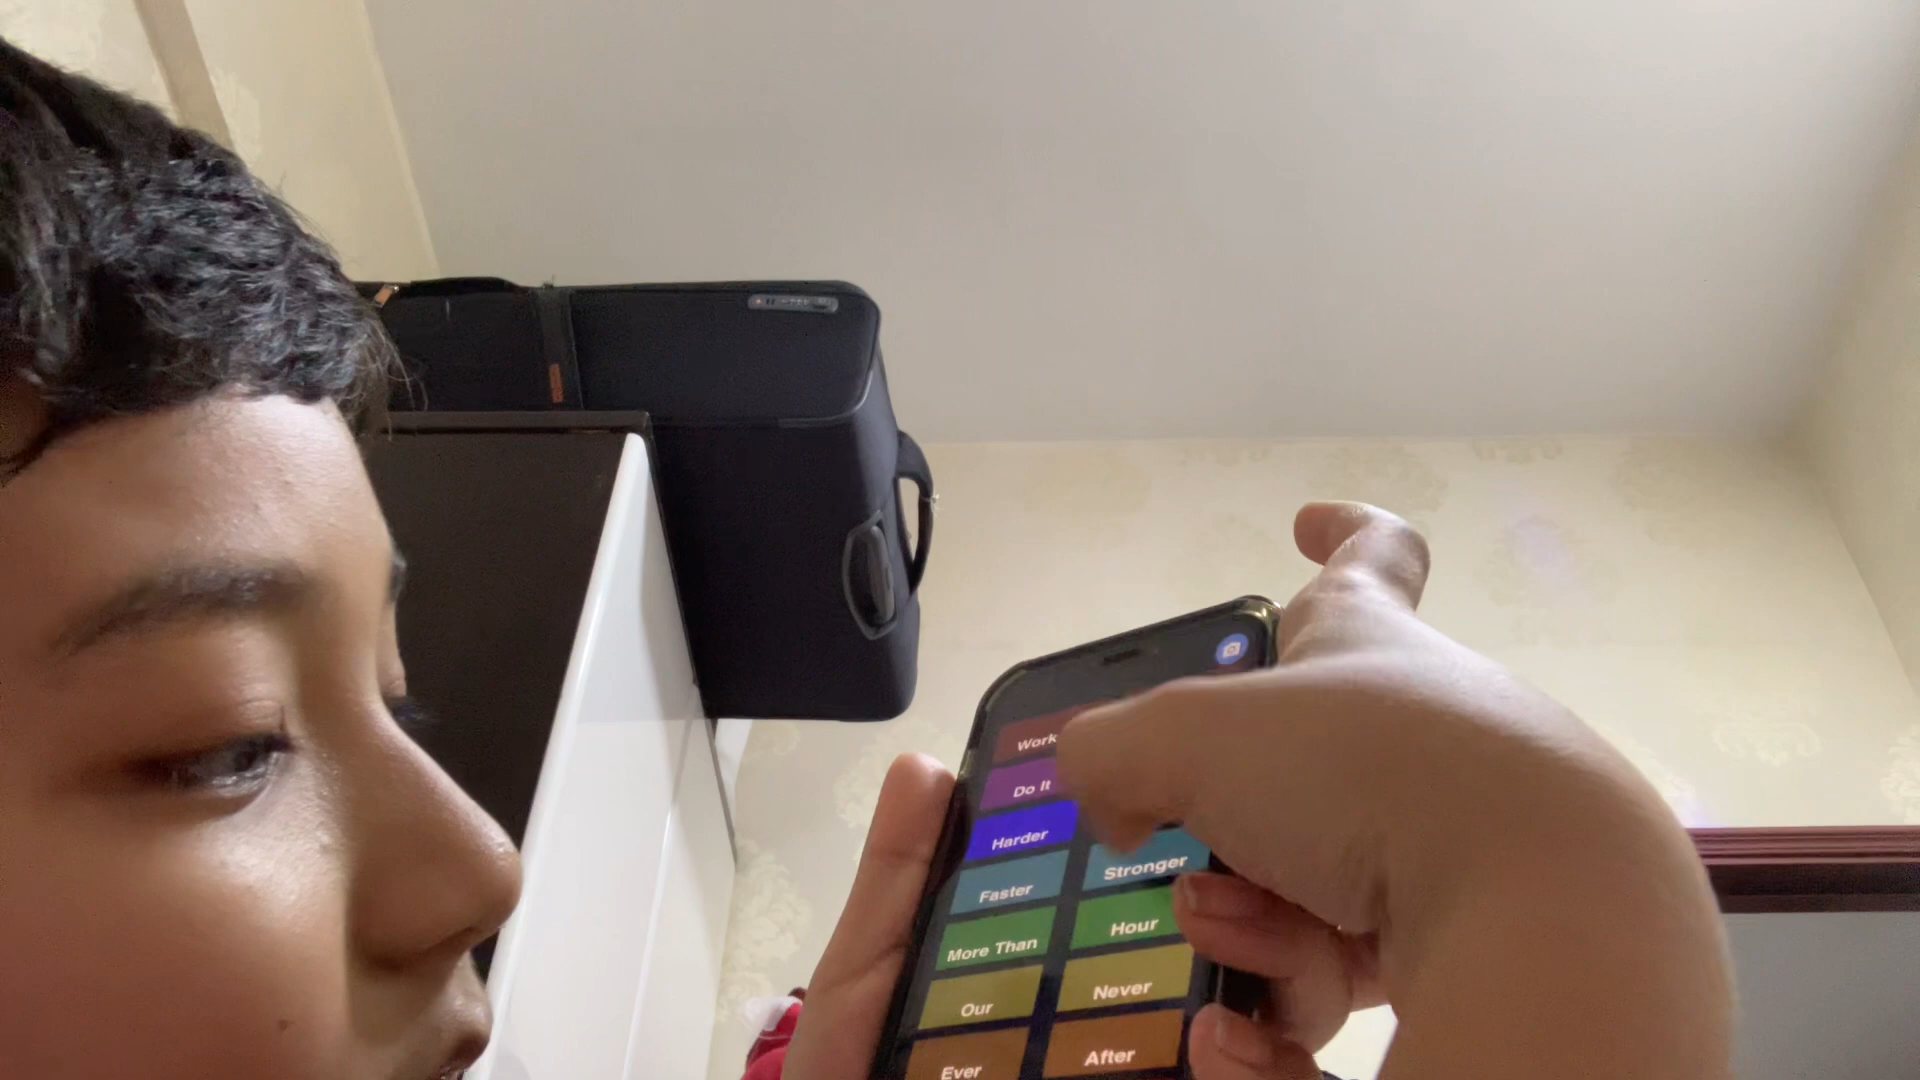 Work
Do It
Harder
Faster
Stronger
More Than
Hour
Our
Never
Ever
After